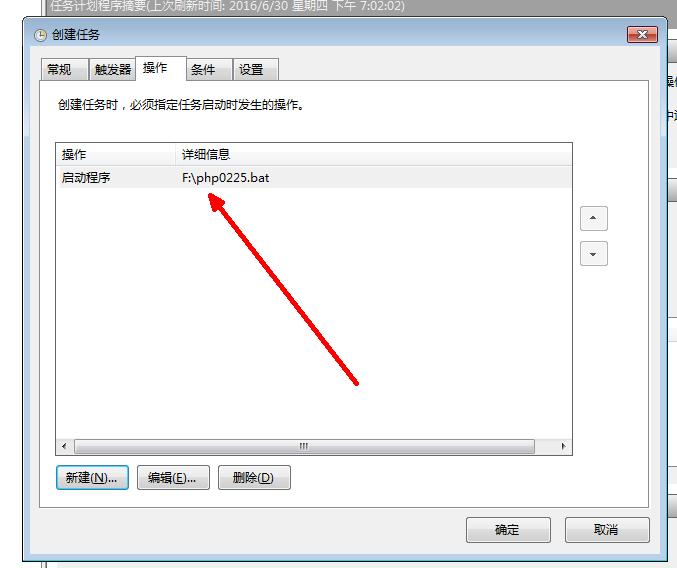 任务计划程序摘要(上次刷新时间: 2016/6/30 星期四 下午 7:02:02)
创建任务
常规 触发器 操作 条件 设置
创建任务时，必须指定任务启动时发生的操作。
操作 详细信息
启动程序 F:\php0225.bat
新建(N)... 编辑(E)... 删除(D)
确定 取消